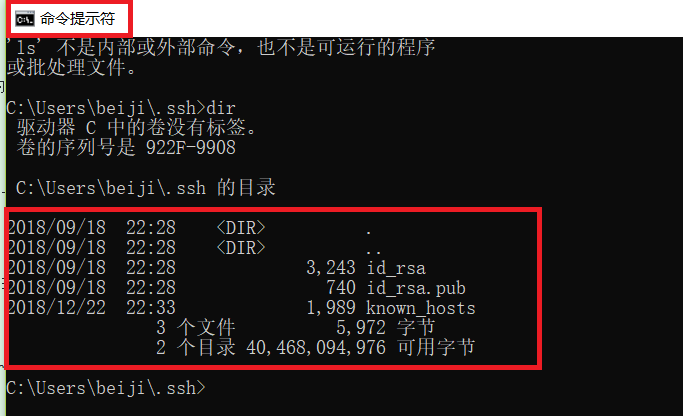 命令提示符
'ls' 不是内部或外部命令，也不是可运行的程序
或批处理文件。
C:\Users\beiji\.ssh>dir
驱动器 C 中的卷没有标签。
卷的序列号是 922F-9908
C:\Users\beiji\.ssh 的目录
2018/09/18  22:28    <DIR>          .
2018/09/18  22:28    <DIR>          ..
2018/09/18  22:28             3,243 id_rsa
2018/09/18  22:28               740 id_rsa.pub
2018/12/22  22:33             1,989 known_hosts
3 个文件          5,972 字节
2 个目录 40,468,094,976 可用字节
C:\Users\beiji\.ssh>